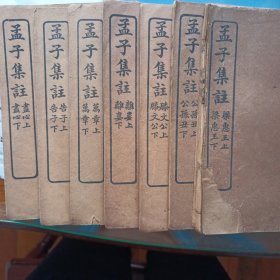 孟子集註 梁惠王上 梁惠王下
孟子集註 公孫丑上 公孫丑下
孟子集註 滕文公上 滕文公下
孟子集註 離婁上 離婁下
孟子集註 萬章上 萬章下
孟子集註 告子上 告子下
孟子集註 盡心上 盡心下